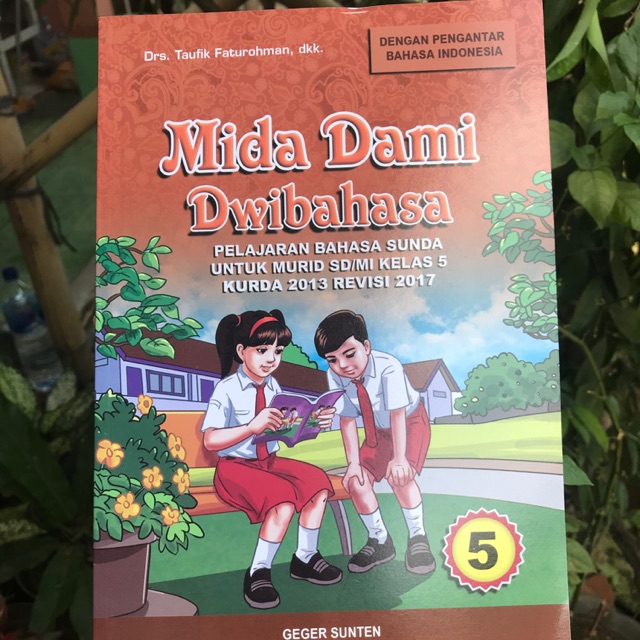 Drs. Taufik Faturohman, dkk.
DENGAN PENGANTAR
BAHASA INDONESIA
Mida Dami
Dwibahasa
PELAJARAN BAHASA SUNDA
UNTUK MURID SD/MI KELAS 5
KURDA 2013 REVISI 2017
5
GEGER SUNTEN